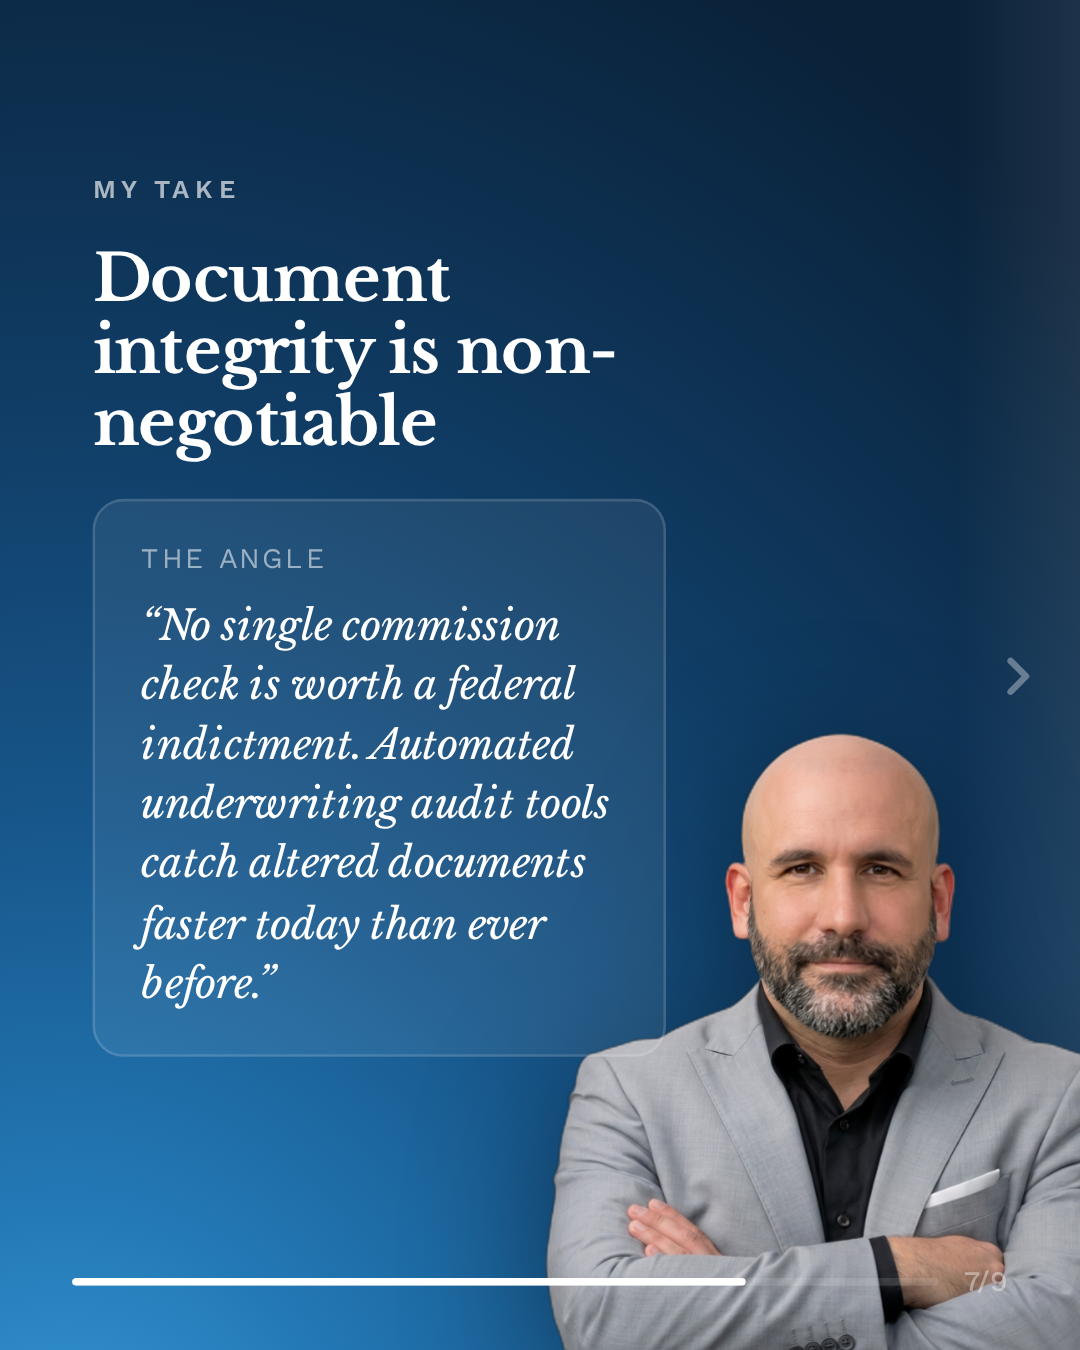 MY TAKE
Document
integrity is non-
negotiable
THE ANGLE
“No single commission
check is worth a federal
indictment. Automated
underwriting audit tools
catch altered documents
faster today than ever
before.”
7/9